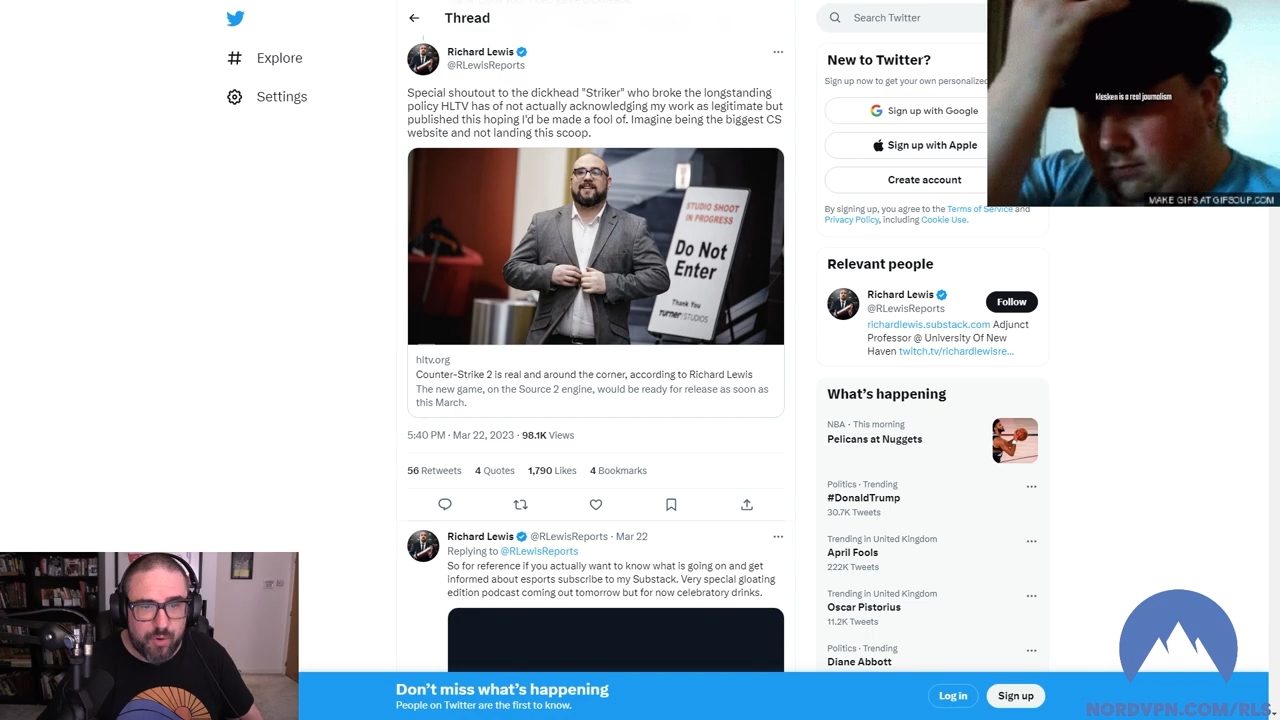 Explore
Settings
Thread
Richard Lewis
@RLewisReports
Special shoutout to the dickhead "Striker" who broke the longstanding
policy HLTV has of not actually acknowledging my work as legitimate but
published this hoping I'd be made a fool of. Imagine being the biggest CS
website and not landing this scoop.
STUDIO SHOOT
IN PROGRESS
Do Not
Enter
Thank You
turner STUDIOS
hltv.org
Counter-Strike 2 is real and around the corner, according to Richard Lewis
The new game, on the Source 2 engine, would be ready for release as soon as
this March.
5:40 PM · Mar 22, 2023 · 98.1K Views
56 Retweets 4 Quotes 1,790 Likes 4 Bookmarks
Richard Lewis @RLewisReports · Mar 22
Replying to @RLewisReports
So for reference if you actually want to know what is going on and get
informed about esports subscribe to my Substack. Very special gloating
edition podcast coming out tomorrow but for now celebratory drinks.
Search Twitter
New to Twitter?
Sign up now to get your own personalized
Sign up with Google
Sign up with Apple
Create account
By signing up, you agree to the Terms of Service and
Privacy Policy, including Cookie Use.
Relevant people
Richard Lewis
@RLewisReports
Follow
richardlewis.substack.com Adjunct
Professor @ University Of New
Haven twitch.tv/richardlewisre…
What's happening
NBA · This morning
Pelicans at Nuggets
Politics · Trending
#DonaldTrump
30.7K Tweets
Trending in United Kingdom
April Fools
222K Tweets
Trending in United Kingdom
Oscar Pistorius
11.2K Tweets
Politics · Trending
Diane Abbott
klesken is a real journalism
MAKE GIFS AT GIFSOUP.COM
Don't miss what's happening
People on Twitter are the first to know.
Log in
Sign up
NORDVPN.COM/RLS